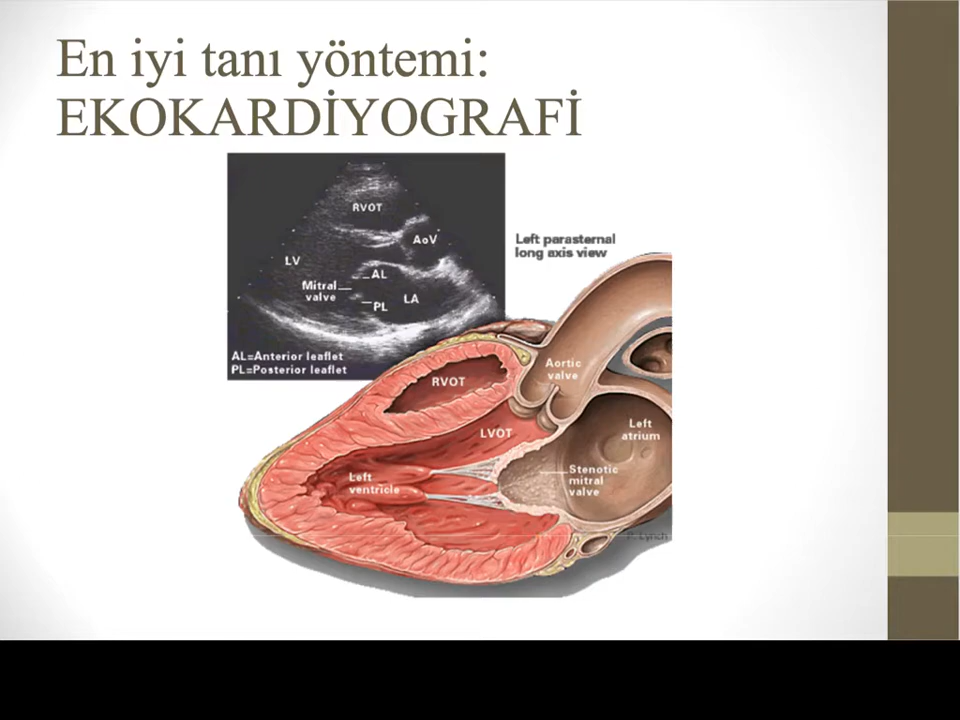 En iyi tanı yöntemi:
EKOKARDİYOGRAFİ
RVOT
AoV
LV
AL
Mitral
valve
PL
LA
AL=Anterior leaflet
PL=Posterior leaflet
Left parasternal
long axis view
RVOT
Aortic
valve
LVOT
Left
atrium
Left
ventricle
Stenotic
mitral
valve
P. Lynch